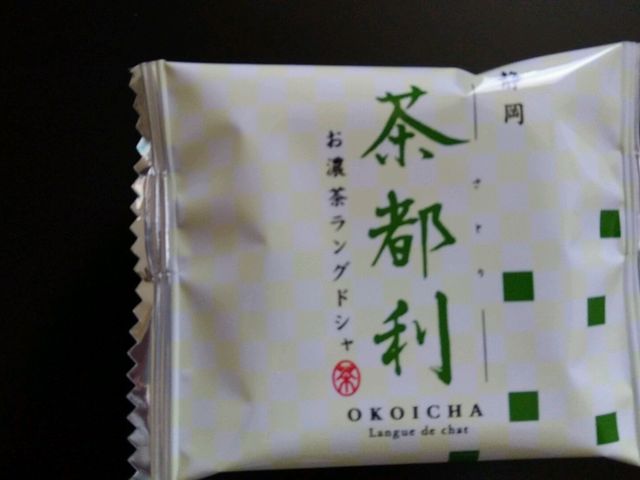 静岡
さとり
茶都利
お濃茶ラングドシャ
茶
OKOICHA
Langue de chat